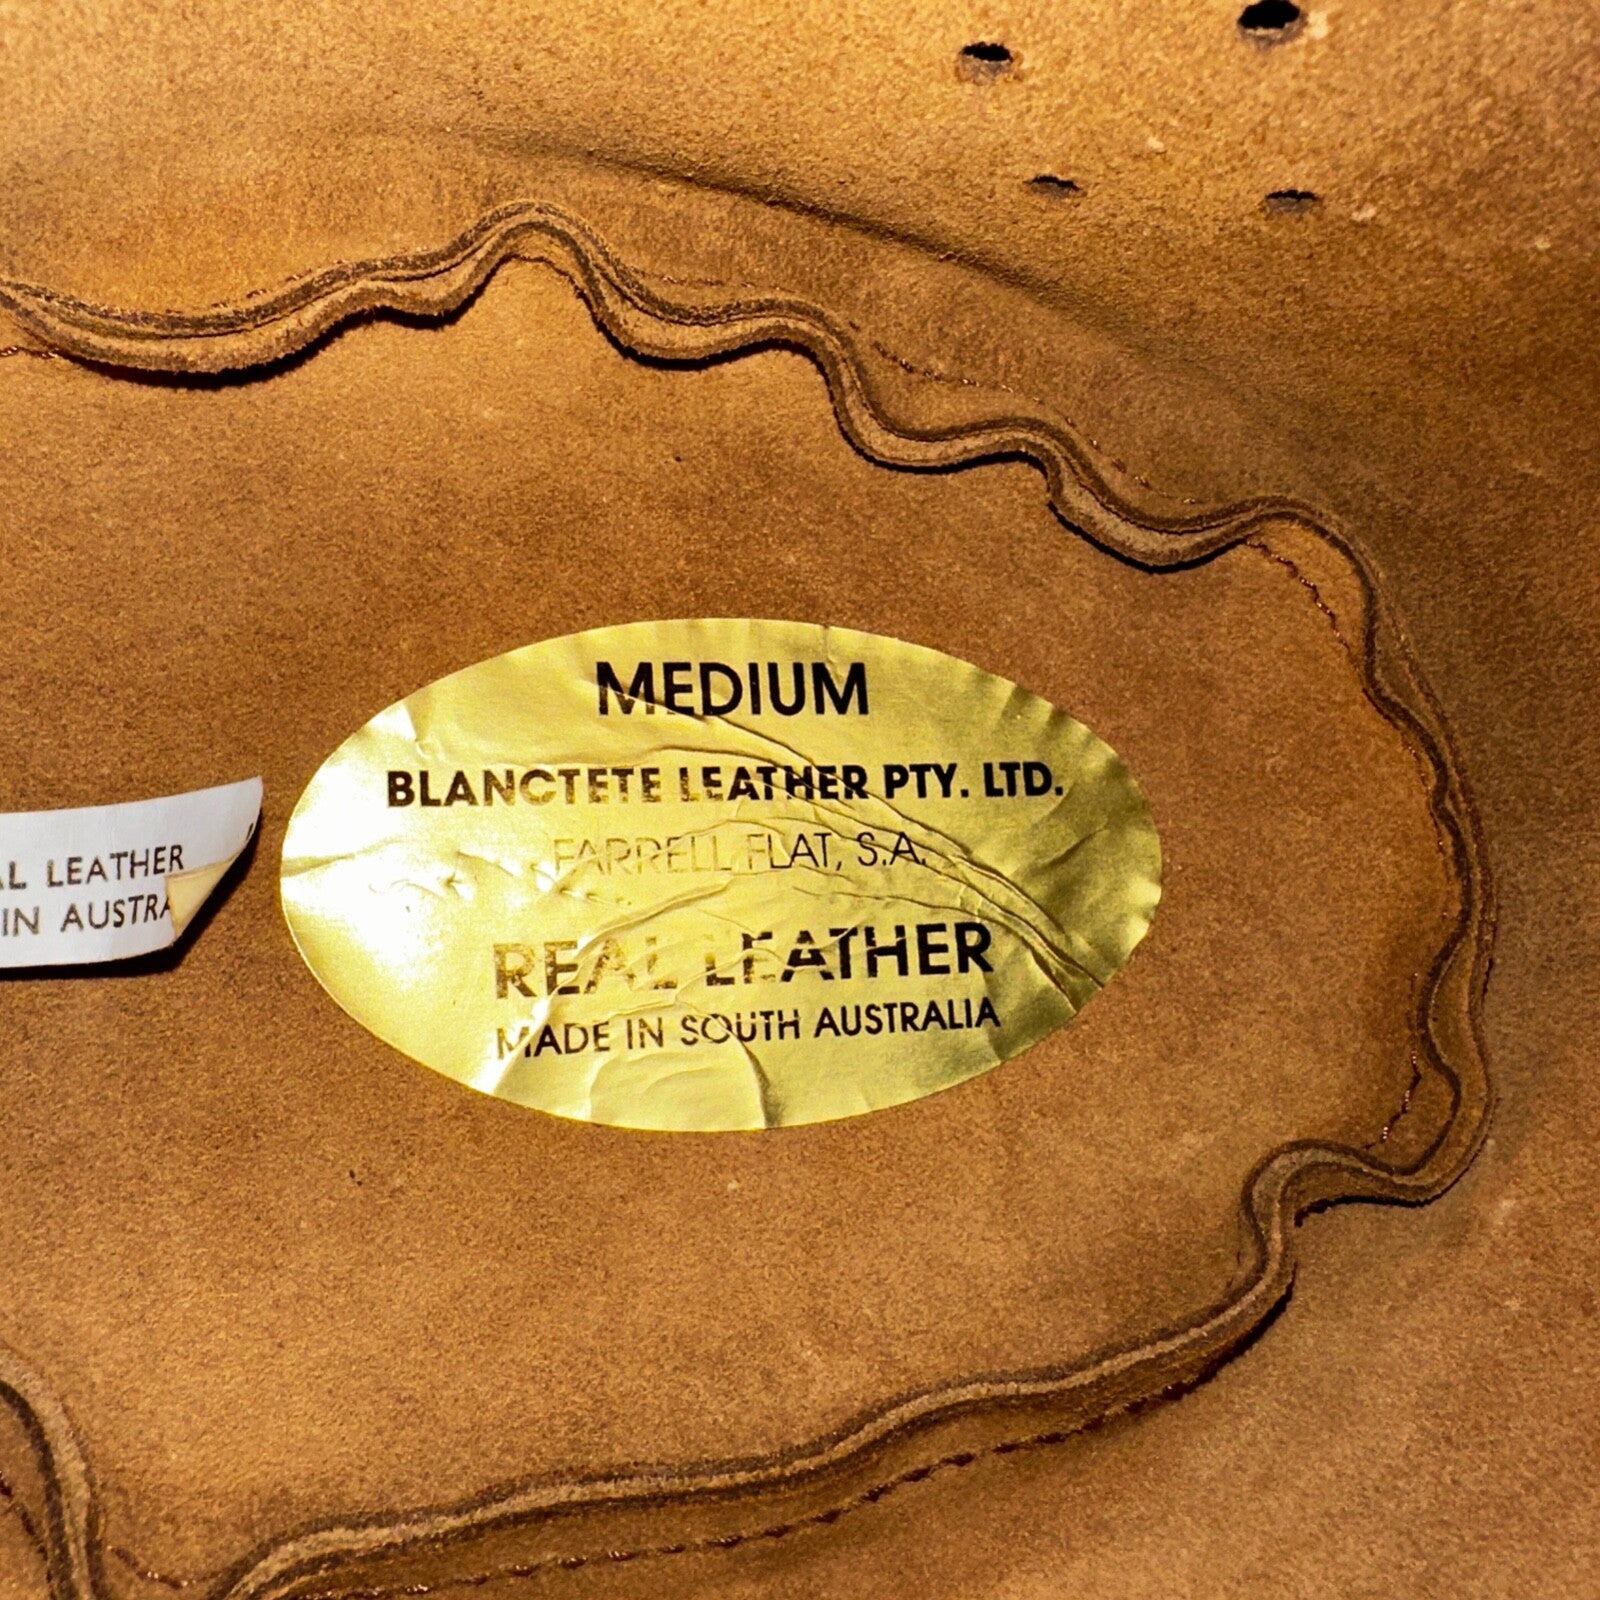 MEDIUM
BLANCTETE LEATHER PTY. LTD.
FARRELL FLAT, S.A.
REAL LEATHER
MADE IN SOUTH AUSTRALIA
AL LEATHER
IN AUSTRA